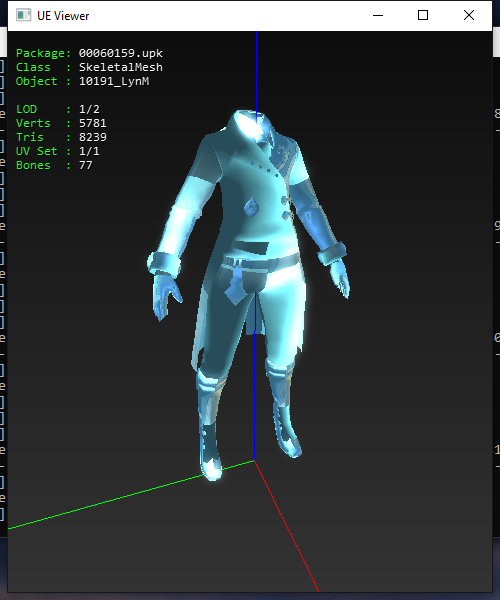 UE Viewer
Package: 00060159.upk
Class  : SkeletalMesh
Object : 10191_LynM
LOD    : 1/2
Verts  : 5781
Tris   : 8239
UV Set : 1/1
Bones  : 77